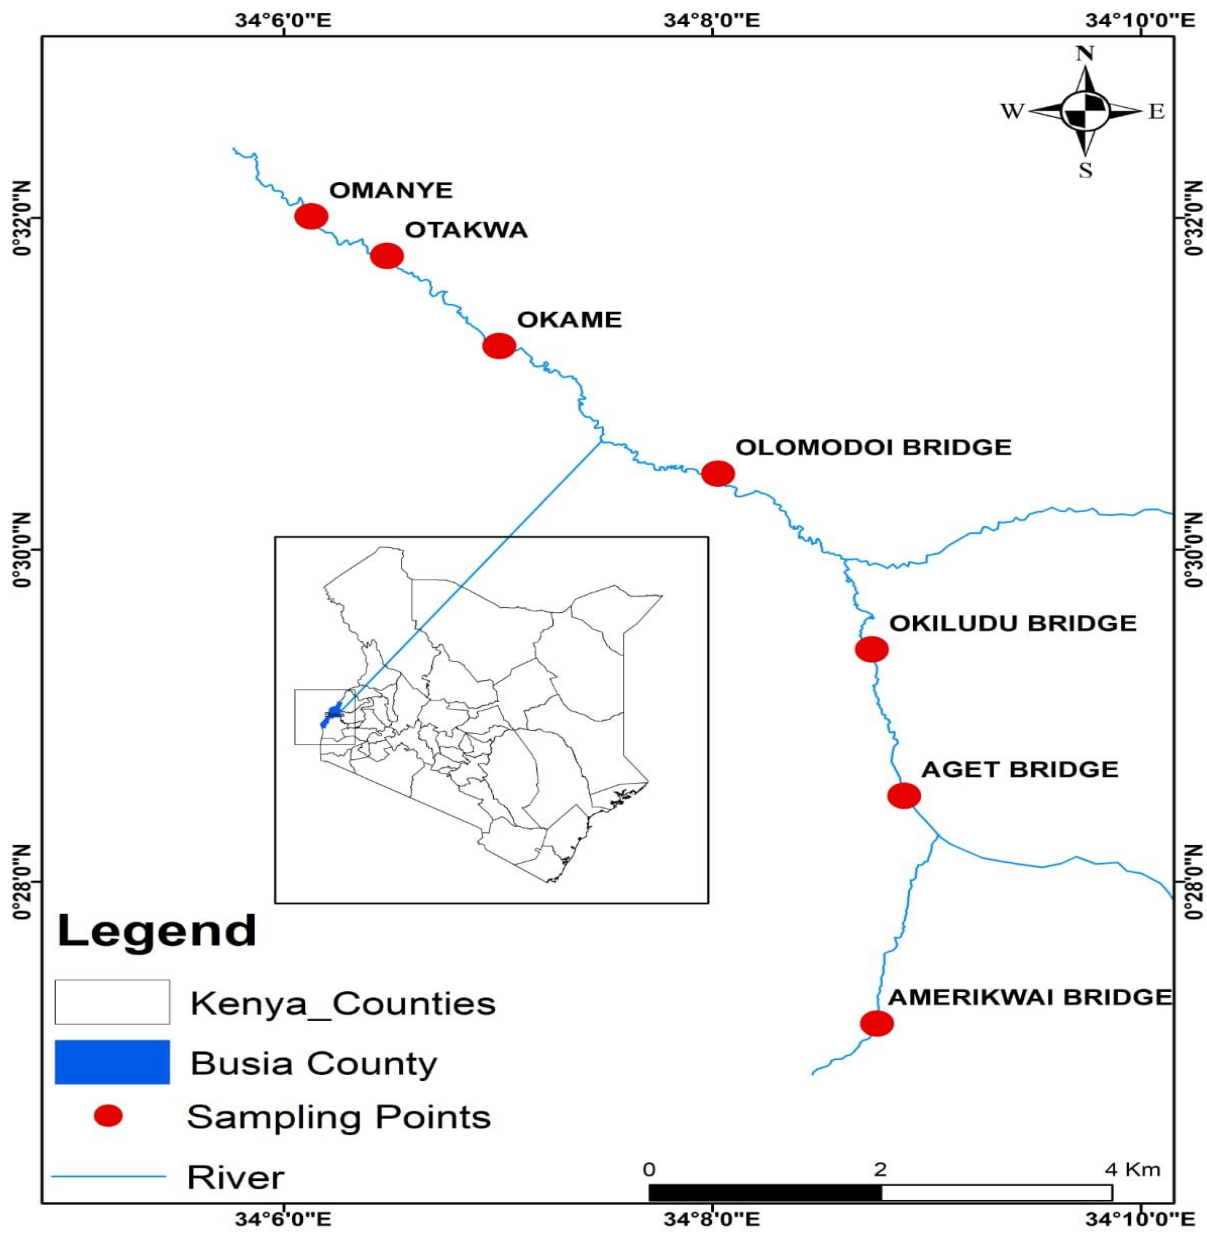 34°6'0"E
34°8'0"E
34°10'0"E
N
W
E
S
0°32'0"N
0°32'0"N
OMANYE
OTAKWA
OKAME
OLOMODOI BRIDGE
0°30'0"N
0°30'0"N
OKILUDU BRIDGE
AGET BRIDGE
0°28'0"N
0°28'0"N
AMERIKWAI BRIDGE
Legend
Kenya_Counties
Busia County
Sampling Points
River
0 2 4 Km
34°6'0"E
34°8'0"E
34°10'0"E